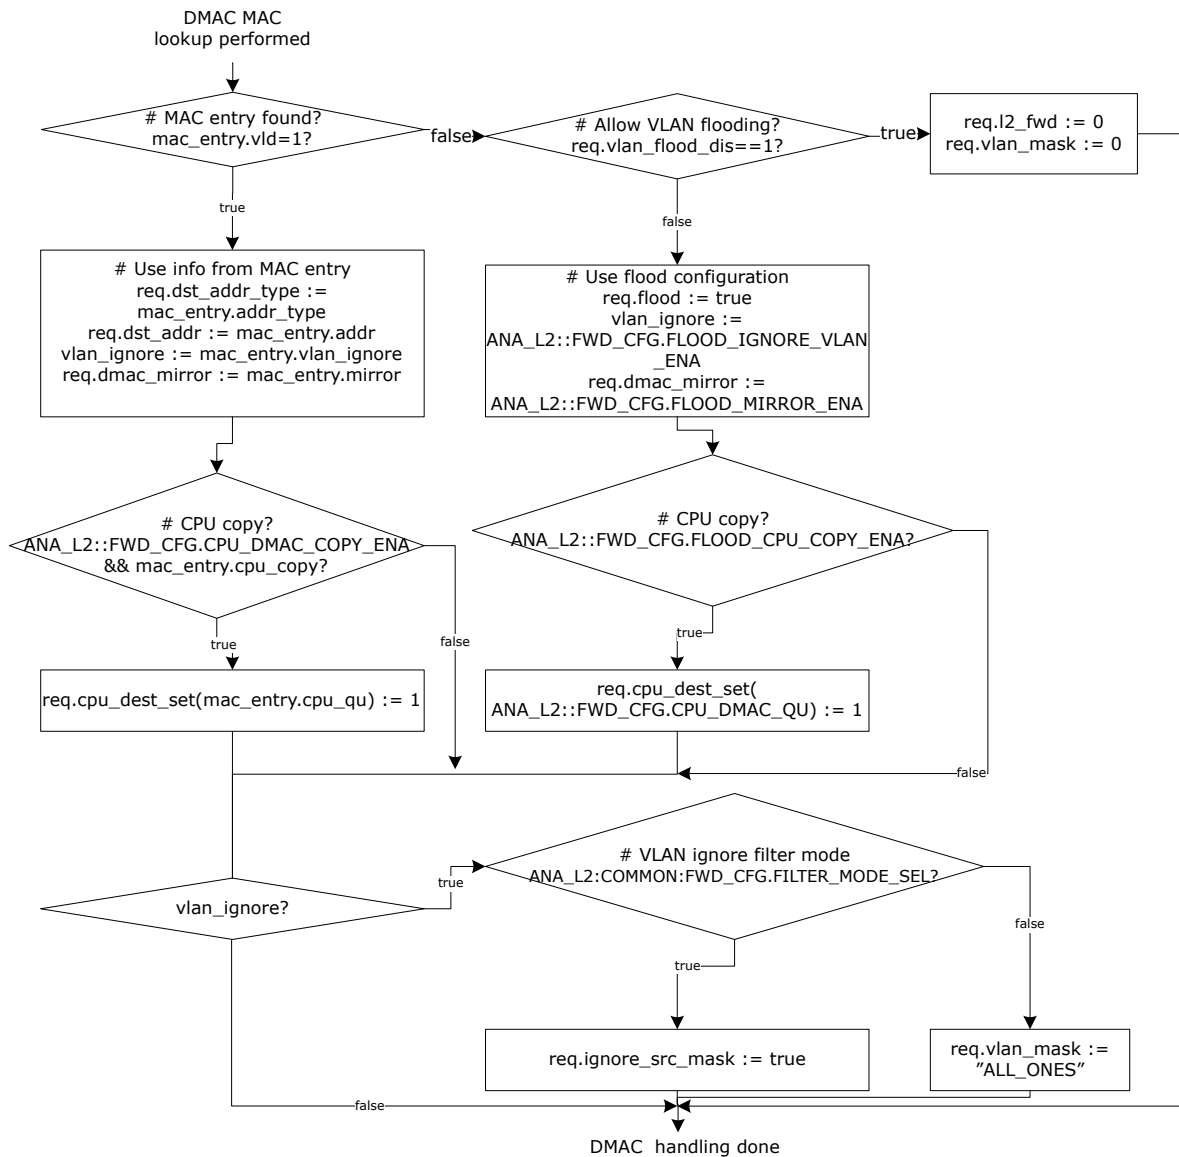 DMAC MAC
lookup performed
# MAC entry found?
mac_entry.vld=1?
false
# Allow VLAN flooding?
req.vlan_flood_dis==1?
true
req.l2_fwd := 0
req.vlan_mask := 0
true
false
# Use info from MAC entry
req.dst_addr_type :=
mac_entry.addr_type
req.dst_addr := mac_entry.addr
vlan_ignore := mac_entry.vlan_ignore
req.dmac_mirror := mac_entry.mirror
# Use flood configuration
req.flood := true
vlan_ignore :=
ANA_L2::FWD_CFG.FLOOD_IGNORE_VLAN
_ENA
req.dmac_mirror :=
ANA_L2::FWD_CFG.FLOOD_MIRROR_ENA
# CPU copy?
ANA_L2::FWD_CFG.CPU_DMAC_COPY_ENA
&& mac_entry.cpu_copy?
# CPU copy?
ANA_L2::FWD_CFG.FLOOD_CPU_COPY_ENA?
true
false
true
req.cpu_dest_set(mac_entry.cpu_qu) := 1
req.cpu_dest_set(
ANA_L2::FWD_CFG.CPU_DMAC_QU) := 1
false
# VLAN ignore filter mode
ANA_L2:COMMON:FWD_CFG.FILTER_MODE_SEL?
true
vlan_ignore?
false
true
req.ignore_src_mask := true
req.vlan_mask :=
”ALL_ONES”
false
DMAC  handling done